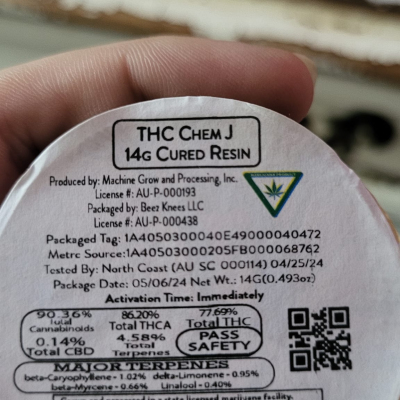 THC CHEM J
14G CURED RESIN
Produced by: Machine Grow and Processing, Inc.
License #: AU-P-000193
Packaged by: Beez Knees LLC
License #: AU-P-000438
Packaged Tag: 1A40503000040E49000040472
Metrc Source:1A40503000205FB000068762
Tested By: North Coast (AU SC 000114) 04/25/24
Package Date: 05/06/24 Net Wt.: 14G(0.493oz)
Activation Time: Immediately
90.36% 86.20% 77.69%
Total Total THCA Total THC
Cannabinoids
0.14% 4.58% PASS
Total CBD Total Terpenes SAFETY
MAJOR TERPENES
beta-Caryophyllene - 1.02% delta-Limonene - 0.95%
beta-Myrcene - 0.66% Linalool - 0.40%